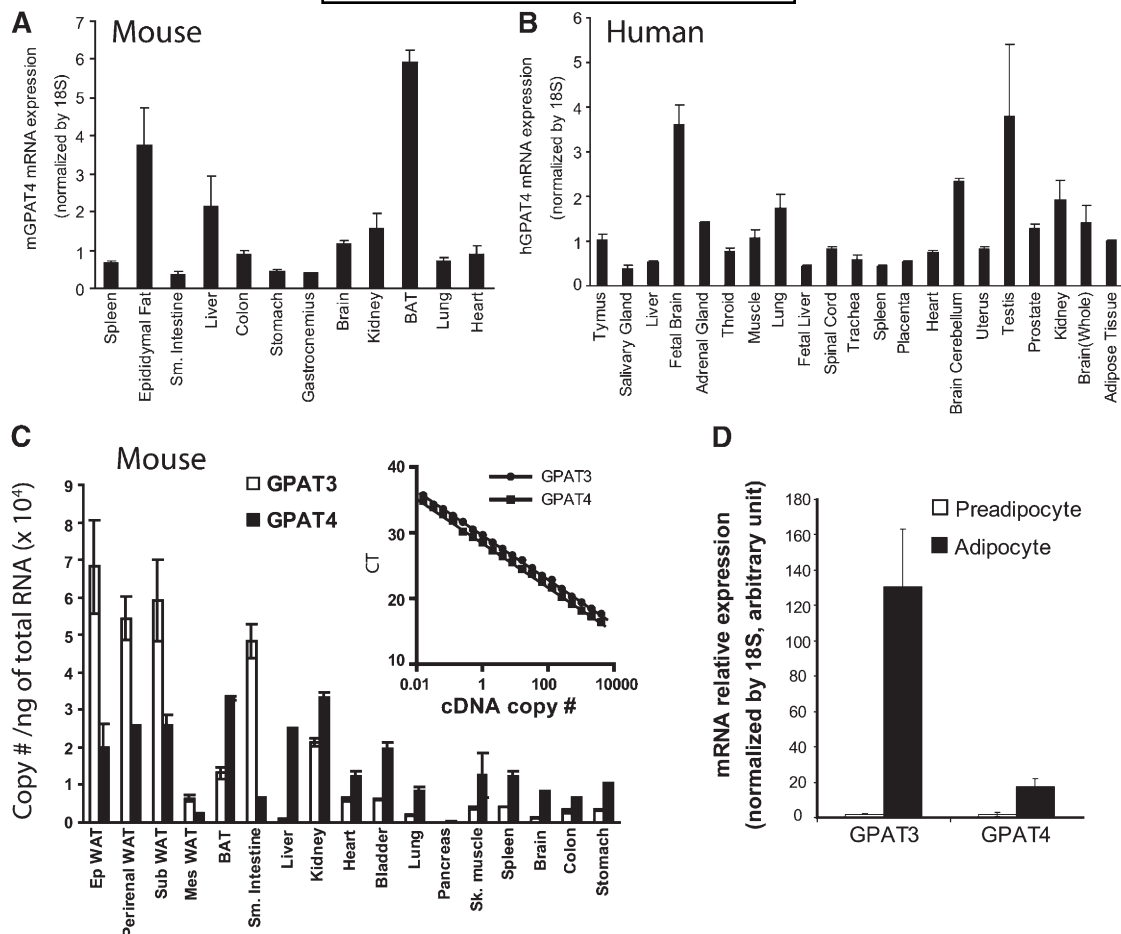 A
Mouse
mGPAT4 mRNA expression
(normalized by 18S)
7
6
5
4
3
2
1
0
Spleen
Epididymal Fat
Sm. Intestine
Liver
Colon
Stomach
Gastrocnemius
Brain
Kidney
BAT
Lung
Heart
B
Human
hGPAT4 mRNA expression
(normalized by 18S)
6
5
4
3
2
1
0
Tymus
Salivary Gland
Liver
Fetal Brain
Adrenal Gland
Throid
Muscle
Lung
Fetal Liver
Spinal Cord
Trachea
Spleen
Placenta
Heart
Brain Cerebellum
Uterus
Testis
Prostate
Kidney
Brain(Whole)
Adipose Tissue
C
Mouse
Copy # /ng of total RNA (x 10⁴)
9
8
7
6
5
4
3
2
1
0
GPAT3
GPAT4
Ep WAT
Perirenal WAT
Sub WAT
Mes WAT
BAT
Sm. Intestine
Liver
Kidney
Heart
Bladder
Lung
Pancreas
Sk. muscle
Spleen
Brain
Colon
Stomach
CT
40
30
20
10
GPAT3
GPAT4
0.01
1
100
10000
cDNA copy #
D
mRNA relative expression
(normalized by 18S, arbitrary unit)
180
160
140
120
100
80
60
40
20
0
Preadipocyte
Adipocyte
GPAT3
GPAT4